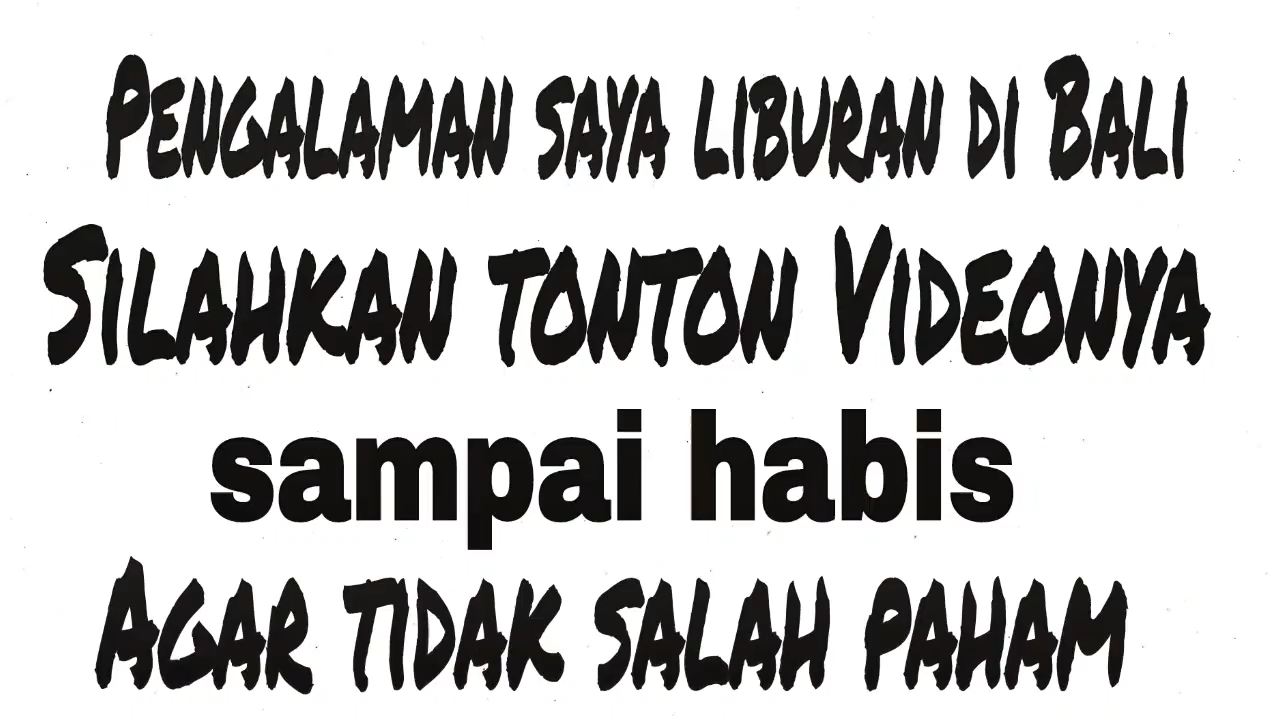 Pengalaman saya liburan di Bali
Silahkan tonton Videonya
sampai habis
Agar tidak salah paham